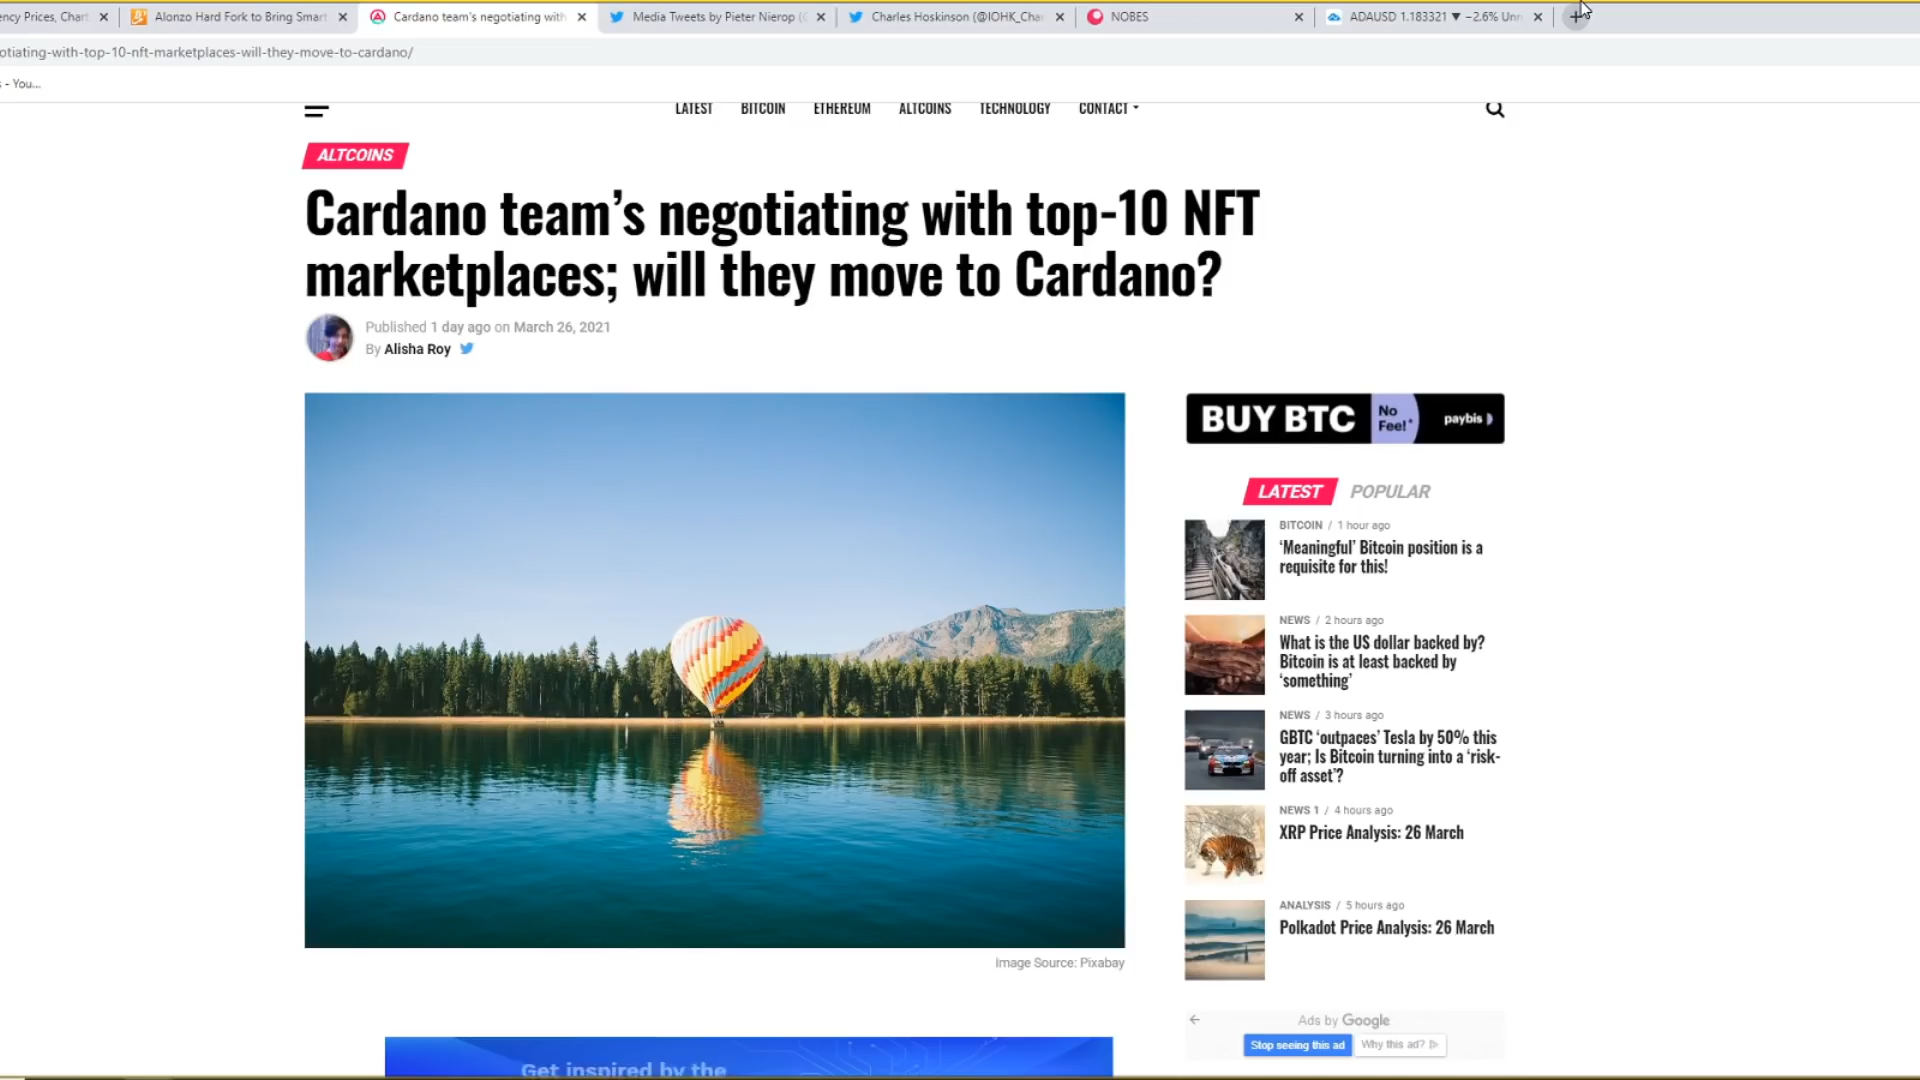 ency Prices, Chart
Alonzo Hard Fork to Bring Smart
Cardano team's negotiating with
Media Tweets by Pieter Nierop (
Charles Hoskinson (@IOHK_Cha
NOBES
ADAUSD 1.183321 ▼ −2.6% Unn
otiating-with-top-10-nft-marketplaces-will-they-move-to-cardano/
s - You...
LATEST
BITCOIN
ETHEREUM
ALTCOINS
TECHNOLOGY
CONTACT
ALTCOINS
Cardano team’s negotiating with top-10 NFT
marketplaces; will they move to Cardano?
Published 1 day ago on March 26, 2021
By Alisha Roy
Image Source: Pixabay
Get inspired by the
BUY BTC
No
Fee!*
paybis
LATEST
POPULAR
BITCOIN / 1 hour ago
‘Meaningful’ Bitcoin position is a
requisite for this!
NEWS / 2 hours ago
What is the US dollar backed by?
Bitcoin is at least backed by
‘something’
NEWS / 3 hours ago
GBTC ‘outpaces’ Tesla by 50% this
year; Is Bitcoin turning into a ‘risk-
off asset’?
NEWS 1 / 4 hours ago
XRP Price Analysis: 26 March
ANALYSIS / 5 hours ago
Polkadot Price Analysis: 26 March
Ads by Google
Stop seeing this ad
Why this ad?